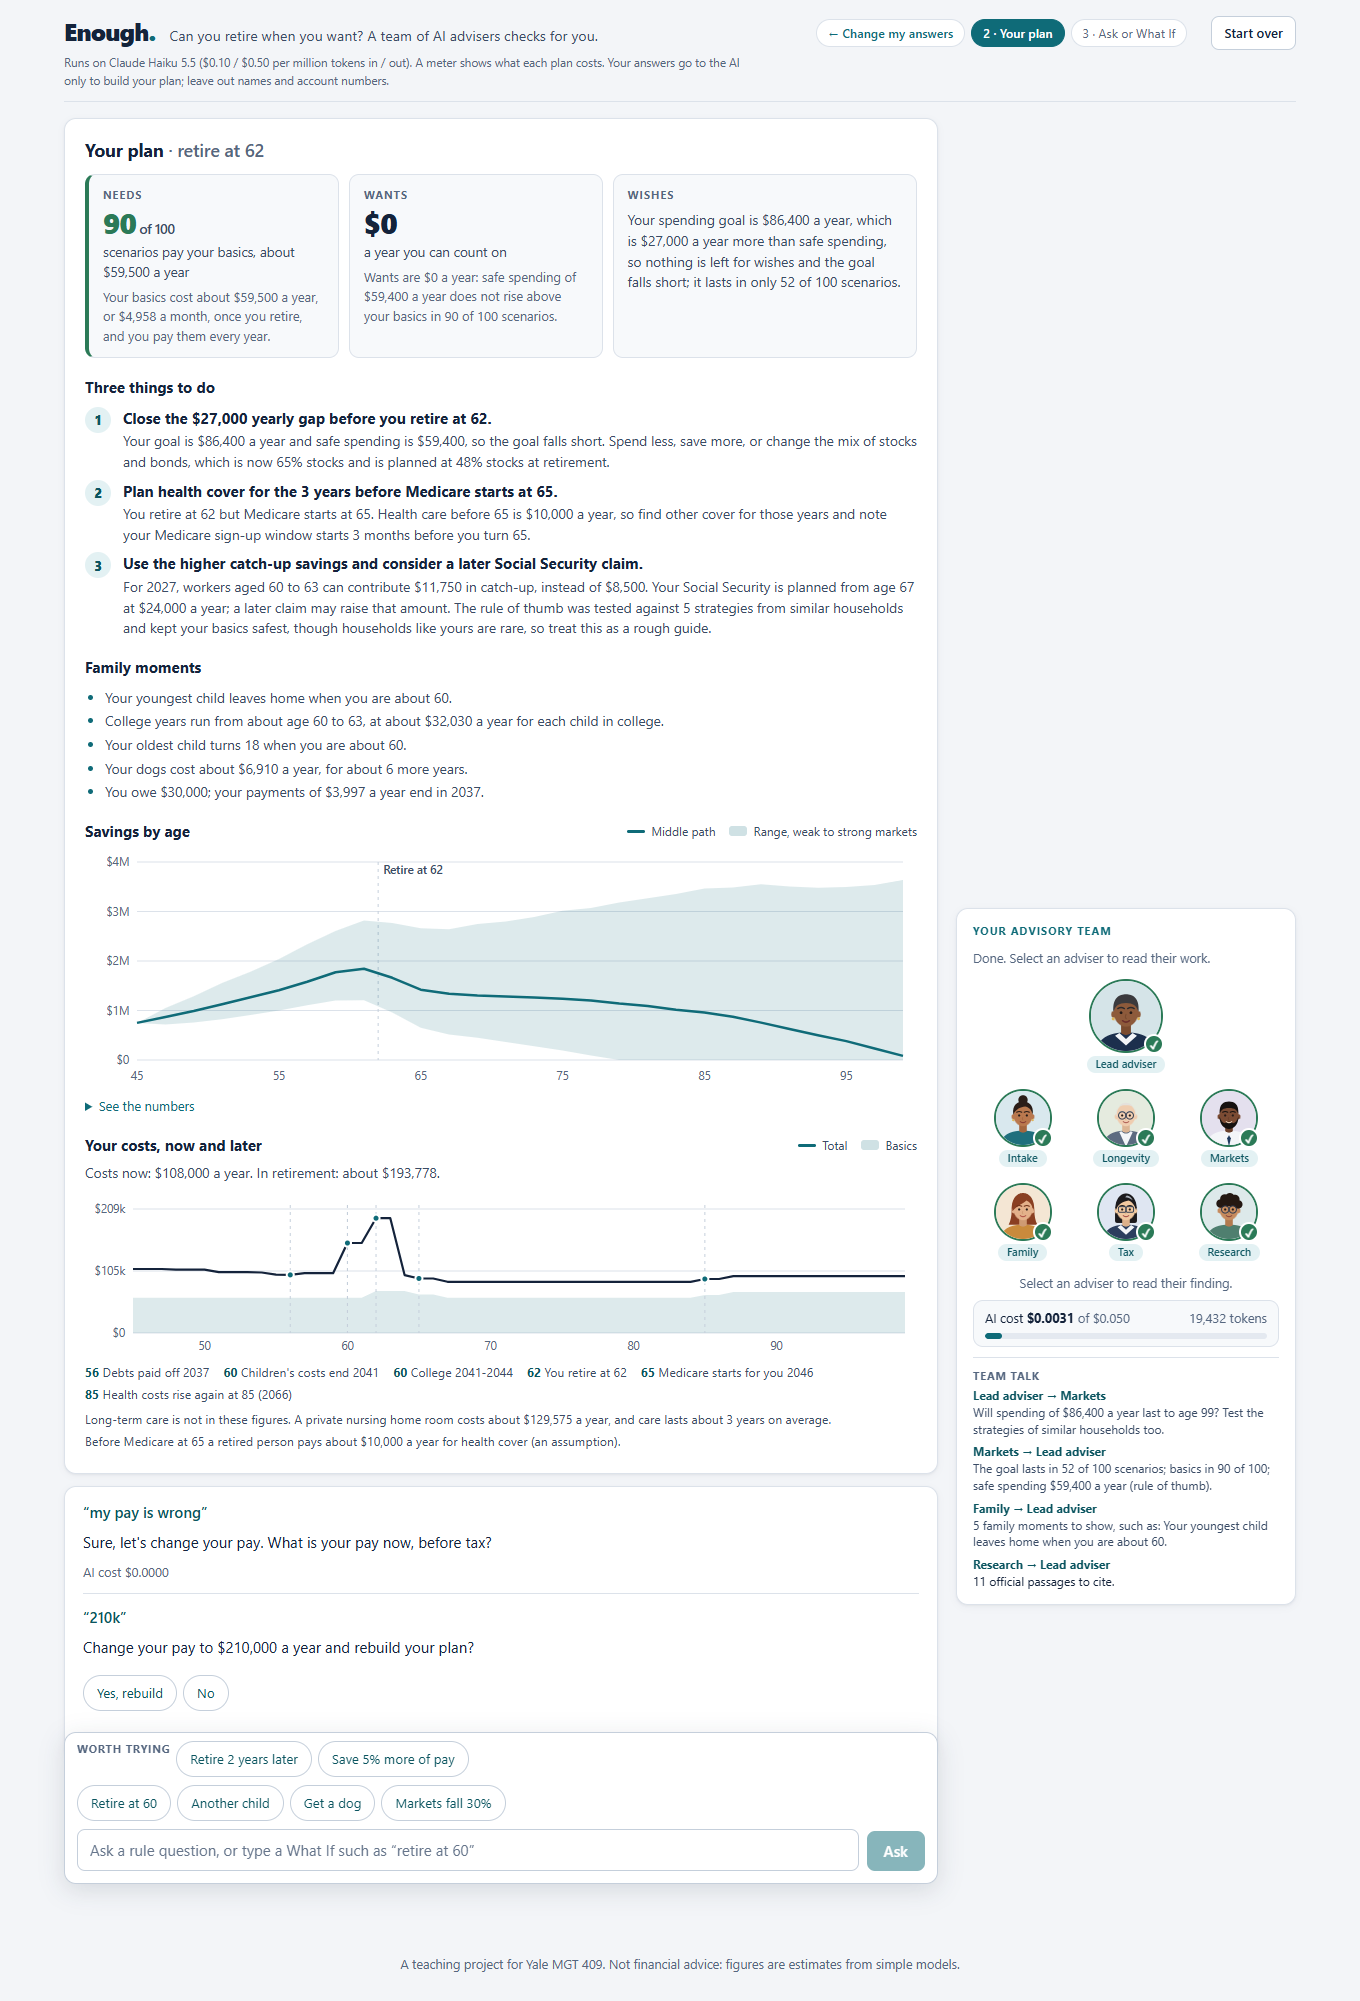 Enough. Can you retire when you want? A team of AI advisers checks for you.
← Change my answers
2 · Your plan
3 · Ask or What If
Start over
Runs on Claude Haiku 5.5 ($0.10 / $0.50 per million tokens in / out). A meter shows what each plan costs. Your answers go to the AI
only to build your plan; leave out names and account numbers.
Your plan · retire at 62
NEEDS
90 of 100
scenarios pay your basics, about
$59,500 a year
Your basics cost about $59,500 a year,
or $4,958 a month, once you retire,
and you pay them every year.
WANTS
$0
a year you can count on
Wants are $0 a year: safe spending of
$59,400 a year does not rise above
your basics in 90 of 100 scenarios.
WISHES
Your spending goal is $86,400 a year, which
is $27,000 a year more than safe spending,
so nothing is left for wishes and the goal
falls short; it lasts in only 52 of 100 scenarios.
Three things to do
1 Close the $27,000 yearly gap before you retire at 62.
Your goal is $86,400 a year and safe spending is $59,400, so the goal falls short. Spend less, save more, or change the mix of stocks
and bonds, which is now 65% stocks and is planned at 48% stocks at retirement.
2 Plan health cover for the 3 years before Medicare starts at 65.
You retire at 62 but Medicare starts at 65. Health care before 65 is $10,000 a year, so find other cover for those years and note
your Medicare sign-up window starts 3 months before you turn 65.
3 Use the higher catch-up savings and consider a later Social Security claim.
For 2027, workers aged 60 to 63 can contribute $11,750 in catch-up, instead of $8,500. Your Social Security is planned from age 67
at $24,000 a year; a later claim may raise that amount. The rule of thumb was tested against 5 strategies from similar households
and kept your basics safest, though households like yours are rare, so treat this as a rough guide.
Family moments
• Your youngest child leaves home when you are about 60.
• College years run from about age 60 to 63, at about $32,030 a year for each child in college.
• Your oldest child turns 18 when you are about 60.
• Your dogs cost about $6,910 a year, for about 6 more years.
• You owe $30,000; your payments of $3,997 a year end in 2037.
Savings by age
Middle path
Range, weak to strong markets
$4M
$3M
$2M
$1M
$0
Retire at 62
45 55 65 75 85 95
▶ See the numbers
Your costs, now and later
Total
Basics
Costs now: $108,000 a year. In retirement: about $193,778.
$209k
$105k
$0
50 60 70 80 90
56 Debts paid off 2037 60 Children's costs end 2041 60 College 2041-2044 62 You retire at 62 65 Medicare starts for you 2046
85 Health costs rise again at 85 (2066)
Long-term care is not in these figures. A private nursing home room costs about $129,575 a year, and care lasts about 3 years on average.
Before Medicare at 65 a retired person pays about $10,000 a year for health cover (an assumption).
YOUR ADVISORY TEAM
Done. Select an adviser to read their work.
Lead adviser
Intake
Longevity
Markets
Family
Tax
Research
Select an adviser to read their finding.
AI cost $0.0031 of $0.050 19,432 tokens
TEAM TALK
Lead adviser → Markets
Will spending of $86,400 a year last to age 99? Test the
strategies of similar households too.
Markets → Lead adviser
The goal lasts in 52 of 100 scenarios; basics in 90 of 100;
safe spending $59,400 a year (rule of thumb).
Family → Lead adviser
5 family moments to show, such as: Your youngest child
leaves home when you are about 60.
Research → Lead adviser
11 official passages to cite.
“my pay is wrong”
Sure, let's change your pay. What is your pay now, before tax?
AI cost $0.0000
“210k”
Change your pay to $210,000 a year and rebuild your plan?
Yes, rebuild
No
WORTH TRYING
Retire 2 years later
Save 5% more of pay
Retire at 60
Another child
Get a dog
Markets fall 30%
Ask a rule question, or type a What If such as “retire at 60”
Ask
A teaching project for Yale MGT 409. Not financial advice: figures are estimates from simple models.